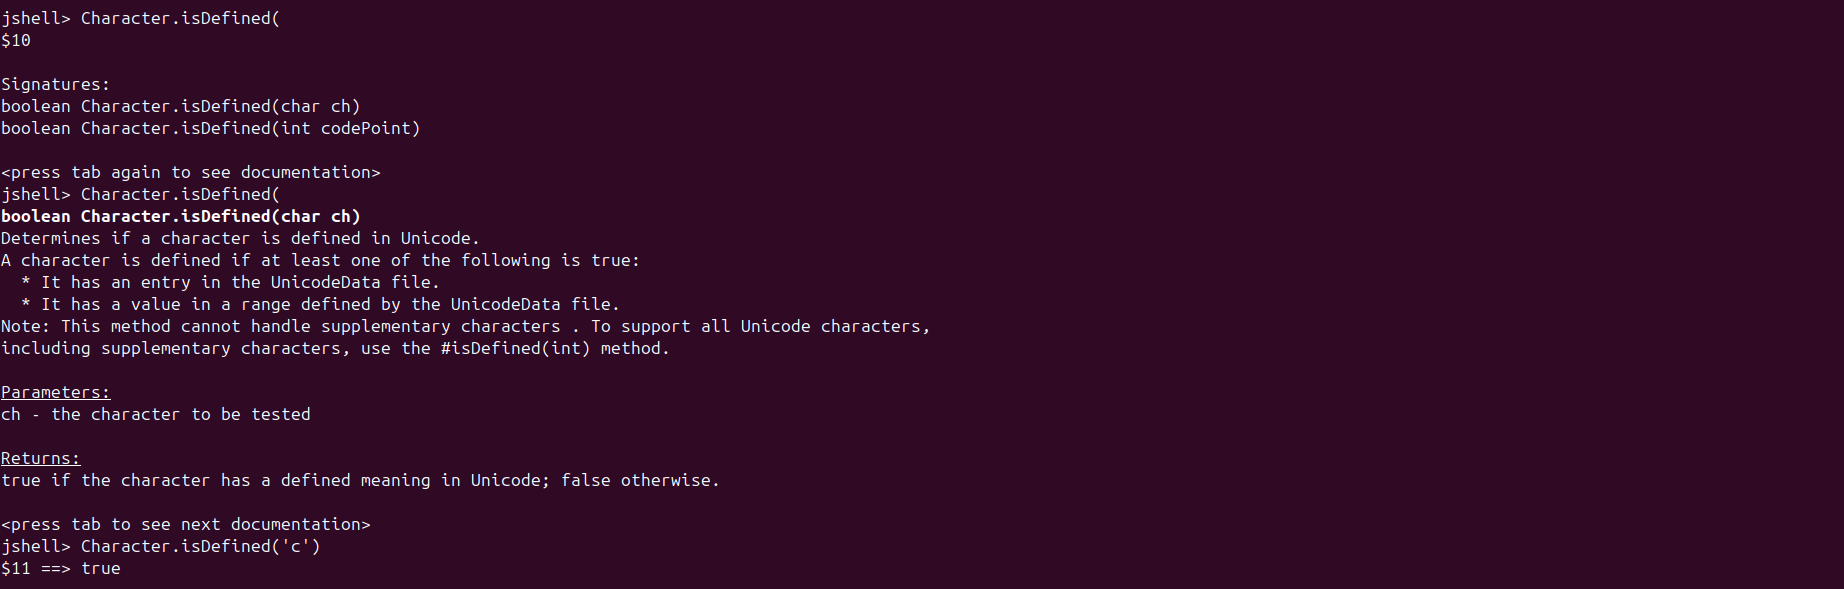 jshell> Character.isDefined(
$10
Signatures:
boolean Character.isDefined(char ch)
boolean Character.isDefined(int codePoint)
<press tab again to see documentation>
jshell> Character.isDefined(
boolean Character.isDefined(char ch)
Determines if a character is defined in Unicode.
A character is defined if at least one of the following is true:
  * It has an entry in the UnicodeData file.
  * It has a value in a range defined by the UnicodeData file.
Note: This method cannot handle supplementary characters . To support all Unicode characters,
including supplementary characters, use the #isDefined(int) method.
Parameters:
ch - the character to be tested
Returns:
true if the character has a defined meaning in Unicode; false otherwise.
<press tab to see next documentation>
jshell> Character.isDefined('c')
$11 ==> true